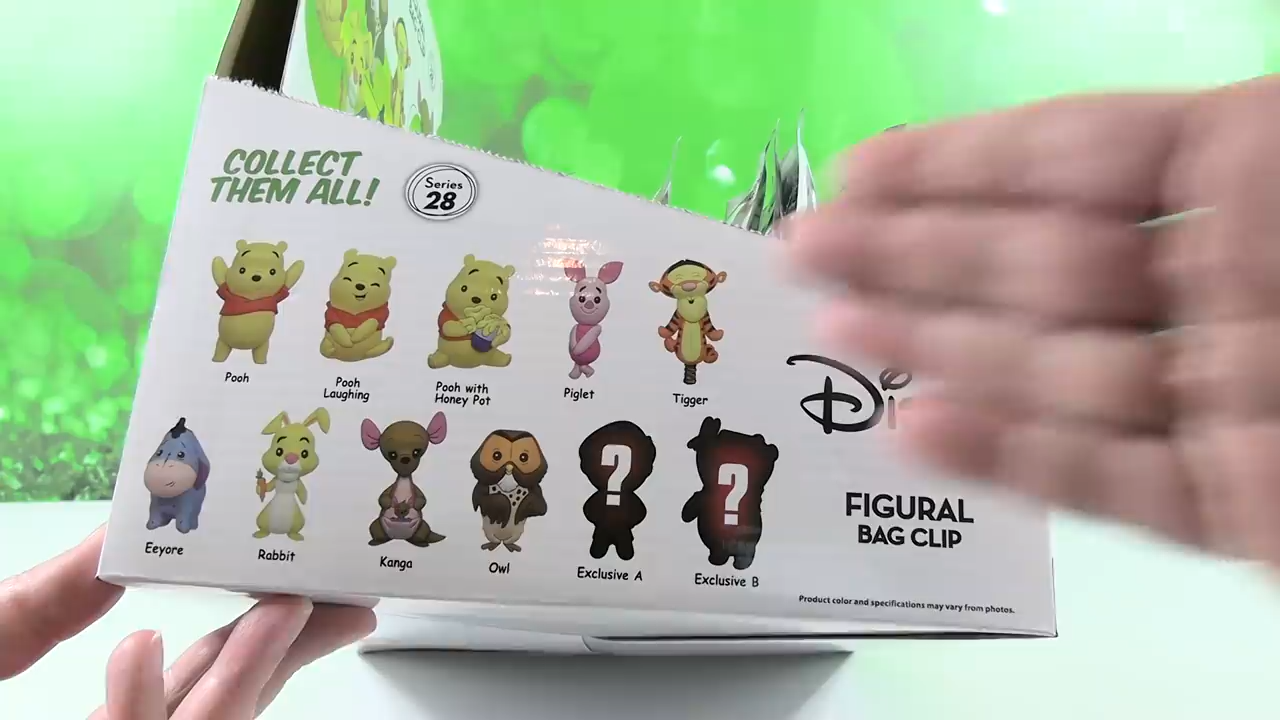 COLLECT
THEM ALL!
Series
28
Pooh
Pooh
Laughing
Pooh with
Honey Pot
Piglet
Tigger
Eeyore
Rabbit
Kanga
Owl
?
Exclusive A
?
Exclusive B
FIGURAL
BAG CLIP
Product color and specifications may vary from photos.